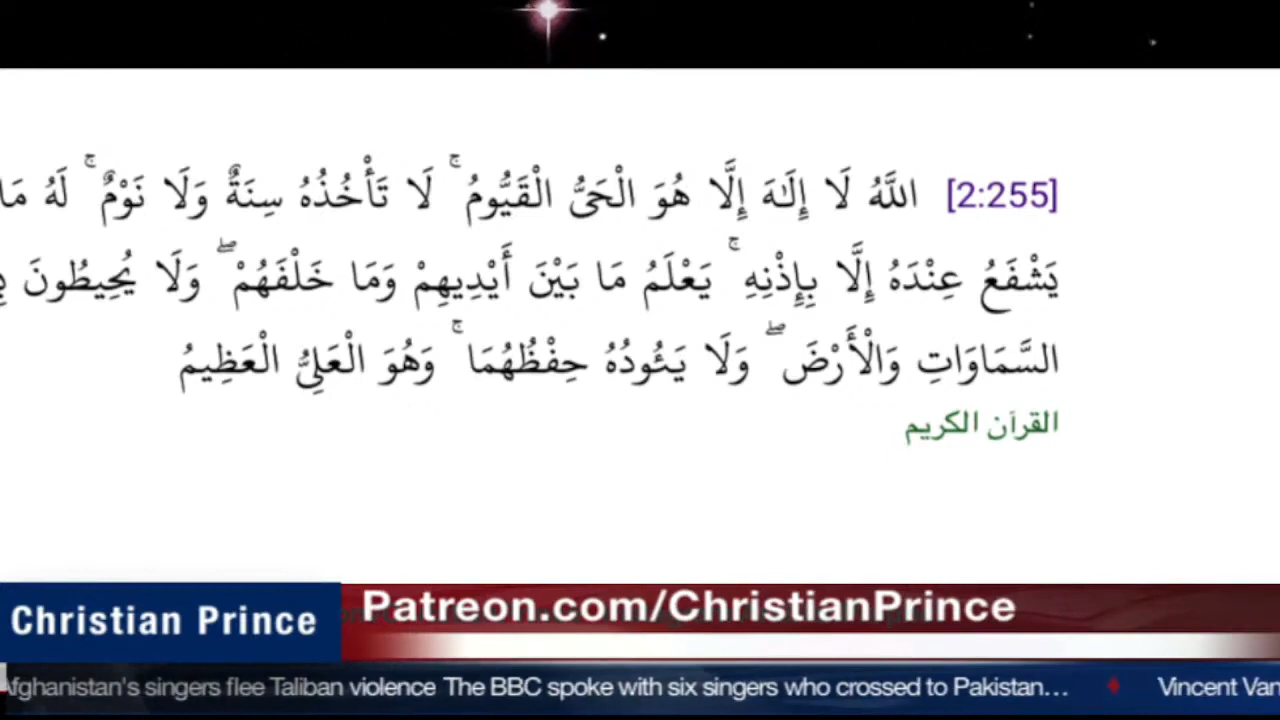 [2:255] اللَّهُ لَا إِلَـٰهَ إِلَّا هُوَ الْحَيُّ الْقَيُّومُ ۚ لَا تَأْخُذُهُ سِنَةٌ وَلَا نَوْمٌ ۚ لَهُ مَا
يَشْفَعُ عِنْدَهُ إِلَّا بِإِذْنِهِ ۚ يَعْلَمُ مَا بَيْنَ أَيْدِيهِمْ وَمَا خَلْفَهُمْ ۖ وَلَا يُحِيطُونَ
السَّمَاوَاتِ وَالْأَرْضَ ۖ وَلَا يَئُودُهُ حِفْظُهُمَا ۚ وَهُوَ الْعَلِيُّ الْعَظِيمُ
القرآن الكريم
Patreon.com/ChristianPrince
Christian Prince
Afghanistan's singers flee Taliban violence The BBC spoke with six singers who crossed to Pakistan... ♦ Vincent Van